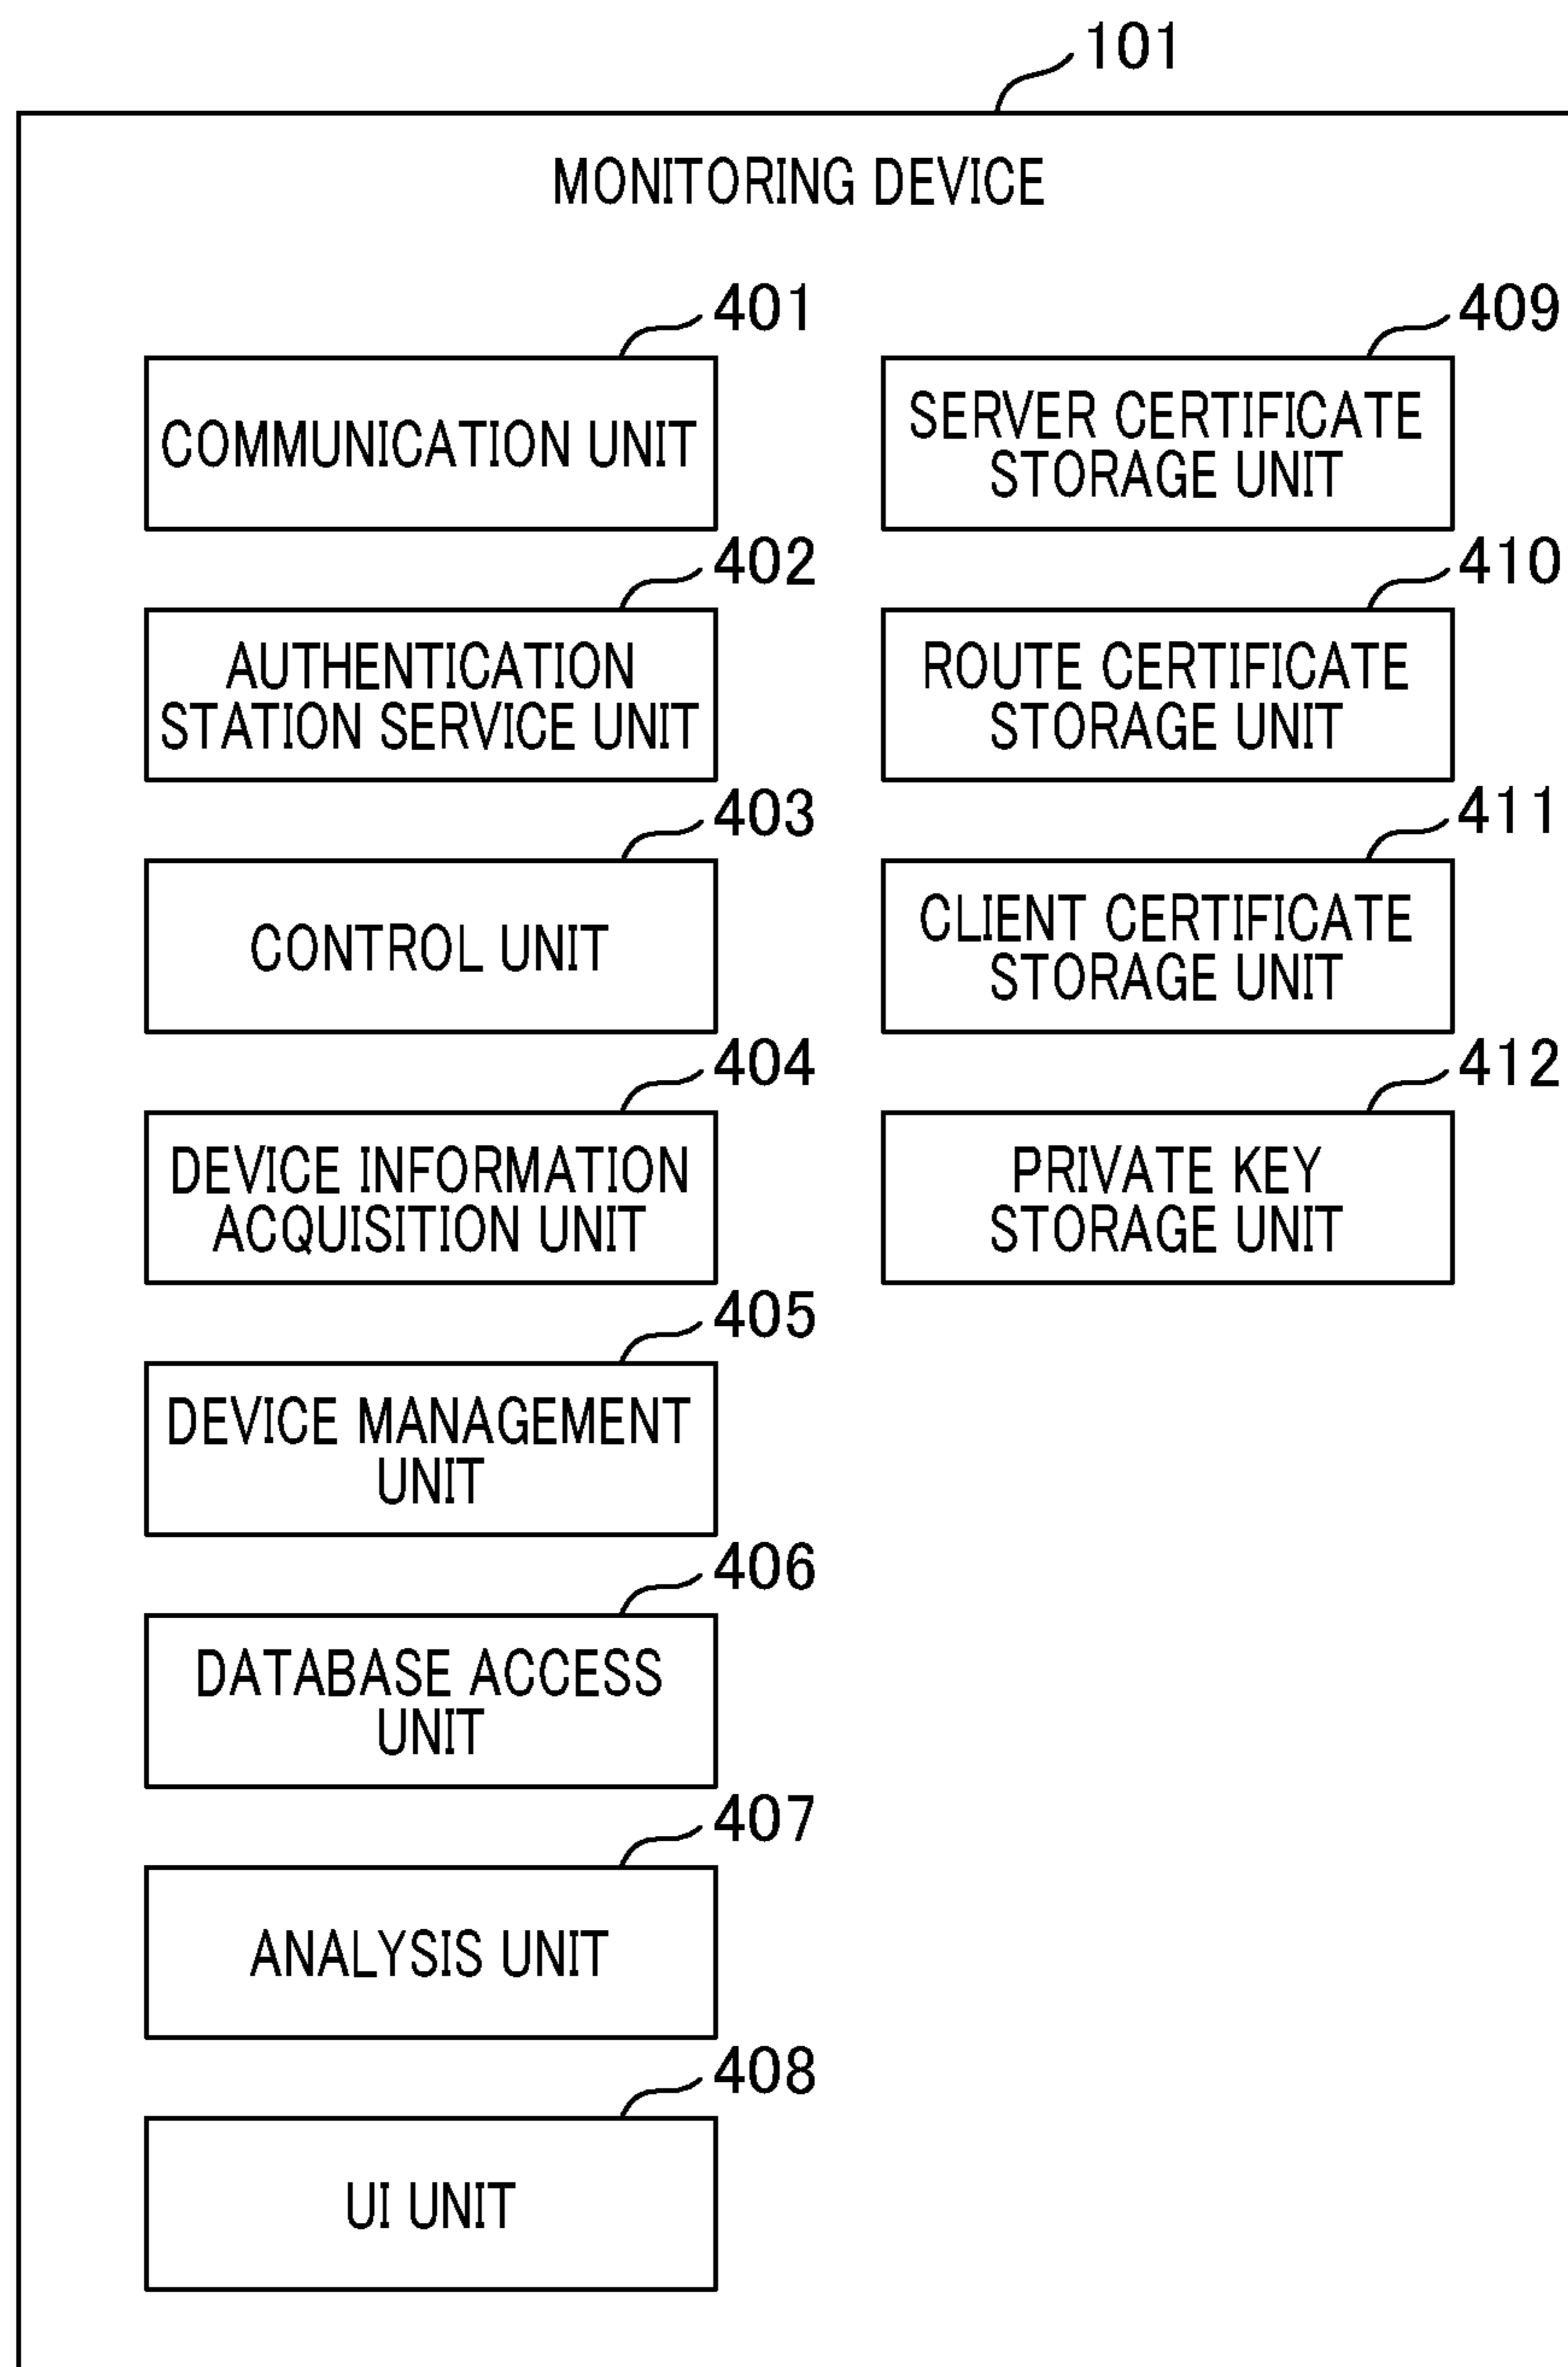 101
MONITORING DEVICE
401
COMMUNICATION UNIT
402
AUTHENTICATION
STATION SERVICE UNIT
403
CONTROL UNIT
404
DEVICE INFORMATION
ACQUISITION UNIT
405
DEVICE MANAGEMENT
UNIT
406
DATABASE ACCESS
UNIT
407
ANALYSIS UNIT
408
UI UNIT
409
SERVER CERTIFICATE
STORAGE UNIT
410
ROUTE CERTIFICATE
STORAGE UNIT
411
CLIENT CERTIFICATE
STORAGE UNIT
412
PRIVATE KEY
STORAGE UNIT